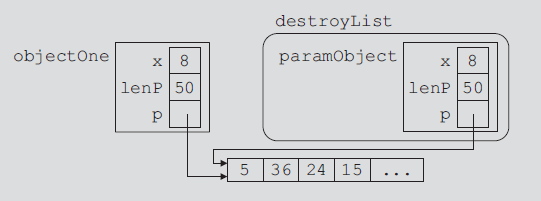 destroyList
objectOne x 8 paramObject x 8
lenP 50 lenP 50
p p
5 36 24 15 ...